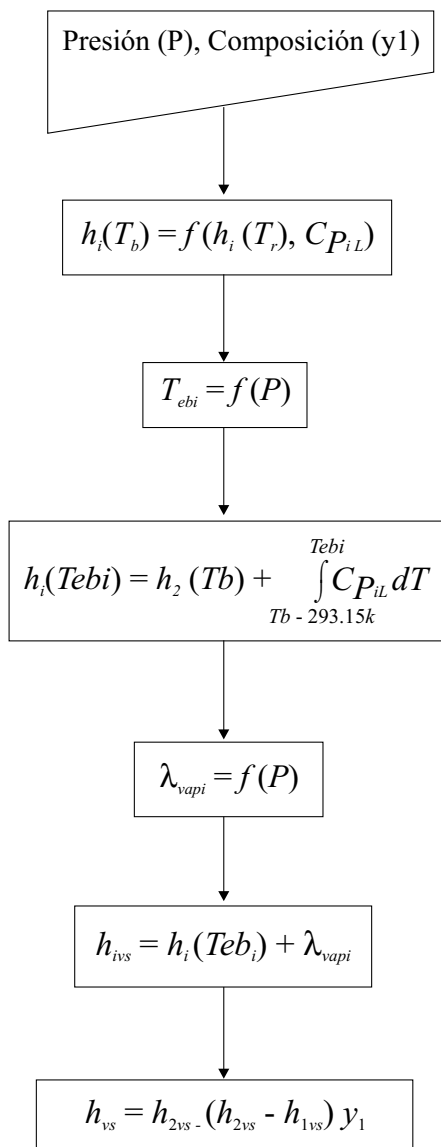 Presión (P), Composición (y1)
h_i(T_b) = f(h_i (T_r), C_{P_{iL}})
T_{ebi} = f(P)
h_i(Tebi) = h_2 (Tb) + \int_{Tb - 293.15k}^{Tebi} C_{P_{iL}} dT
λ_{vapi} = f(P)
h_{ivs} = h_i (Teb_i) + λ_{vapi}
h_{vs} = h_{2vs -} (h_{2vs} - h_{1vs}) y_1